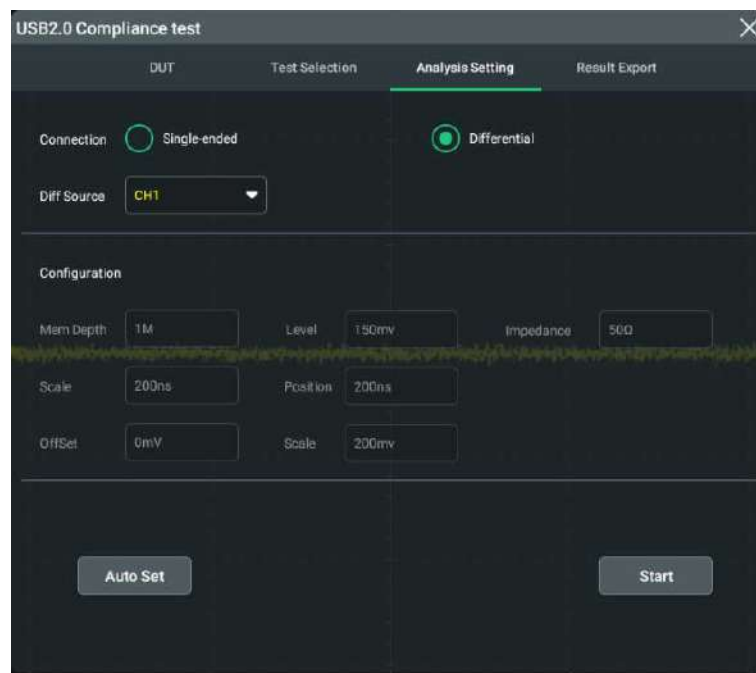 USB2.0 Compliance test
DUT Test Selection Analysis Setting Result Export
Connection Single-ended Differential
Diff Source CH1
Configuration
Mem Depth 1M Level 150mv Impedance 50Ω
Scale 200ns Position 200ns
OffSet 0mV Scale 200mv
Auto Set Start